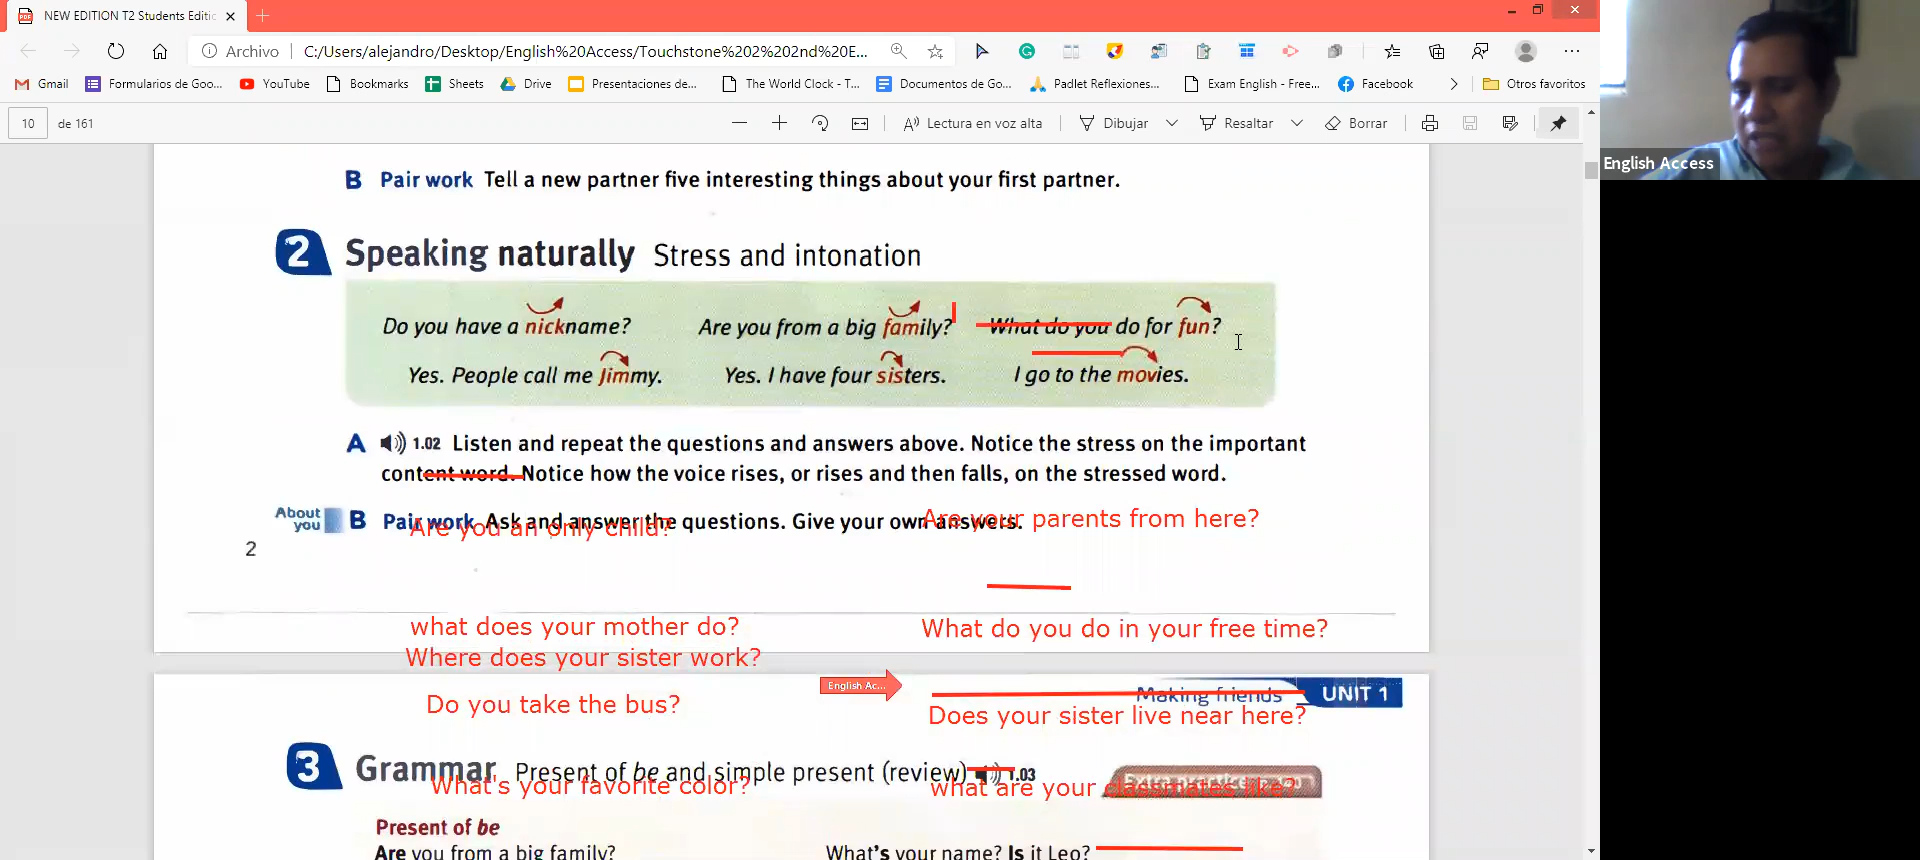 NEW EDITION T2 Students Editic
Archivo C:/Users/alejandro/Desktop/English%20Access/Touchstone%202%202nd%20E...
Gmail Formularios de Goo... YouTube Bookmarks Sheets Drive Presentaciones de... The World Clock - T... Documentos de Go... Padlet Reflexiones... Exam English - Free... Facebook Otros favoritos
10 de 161 Lectura en voz alta Dibujar Resaltar Borrar
English Access
B Pair work Tell a new partner five interesting things about your first partner.
2 Speaking naturally Stress and intonation
Do you have a nickname? Are you from a big family? What do you do for fun?
Yes. People call me Jimmy. Yes. I have four sisters. I go to the movies.
A 1.02 Listen and repeat the questions and answers above. Notice the stress on the important
content word. Notice how the voice rises, or rises and then falls, on the stressed word.
About you B Pair work Ask and answer the questions. Give your own answers.
Are you an only child? Are your parents from here?
2
what does your mother do? What do you do in your free time?
Where does your sister work?
English Ac...
Making friends UNIT 1
Do you take the bus? Does your sister live near here?
3 Grammar Present of be and simple present (review) 1.03
Extra practice
What's your favorite color? what are your classmates like?
Present of be
Are you from a big family? What's your name? Is it Leo?